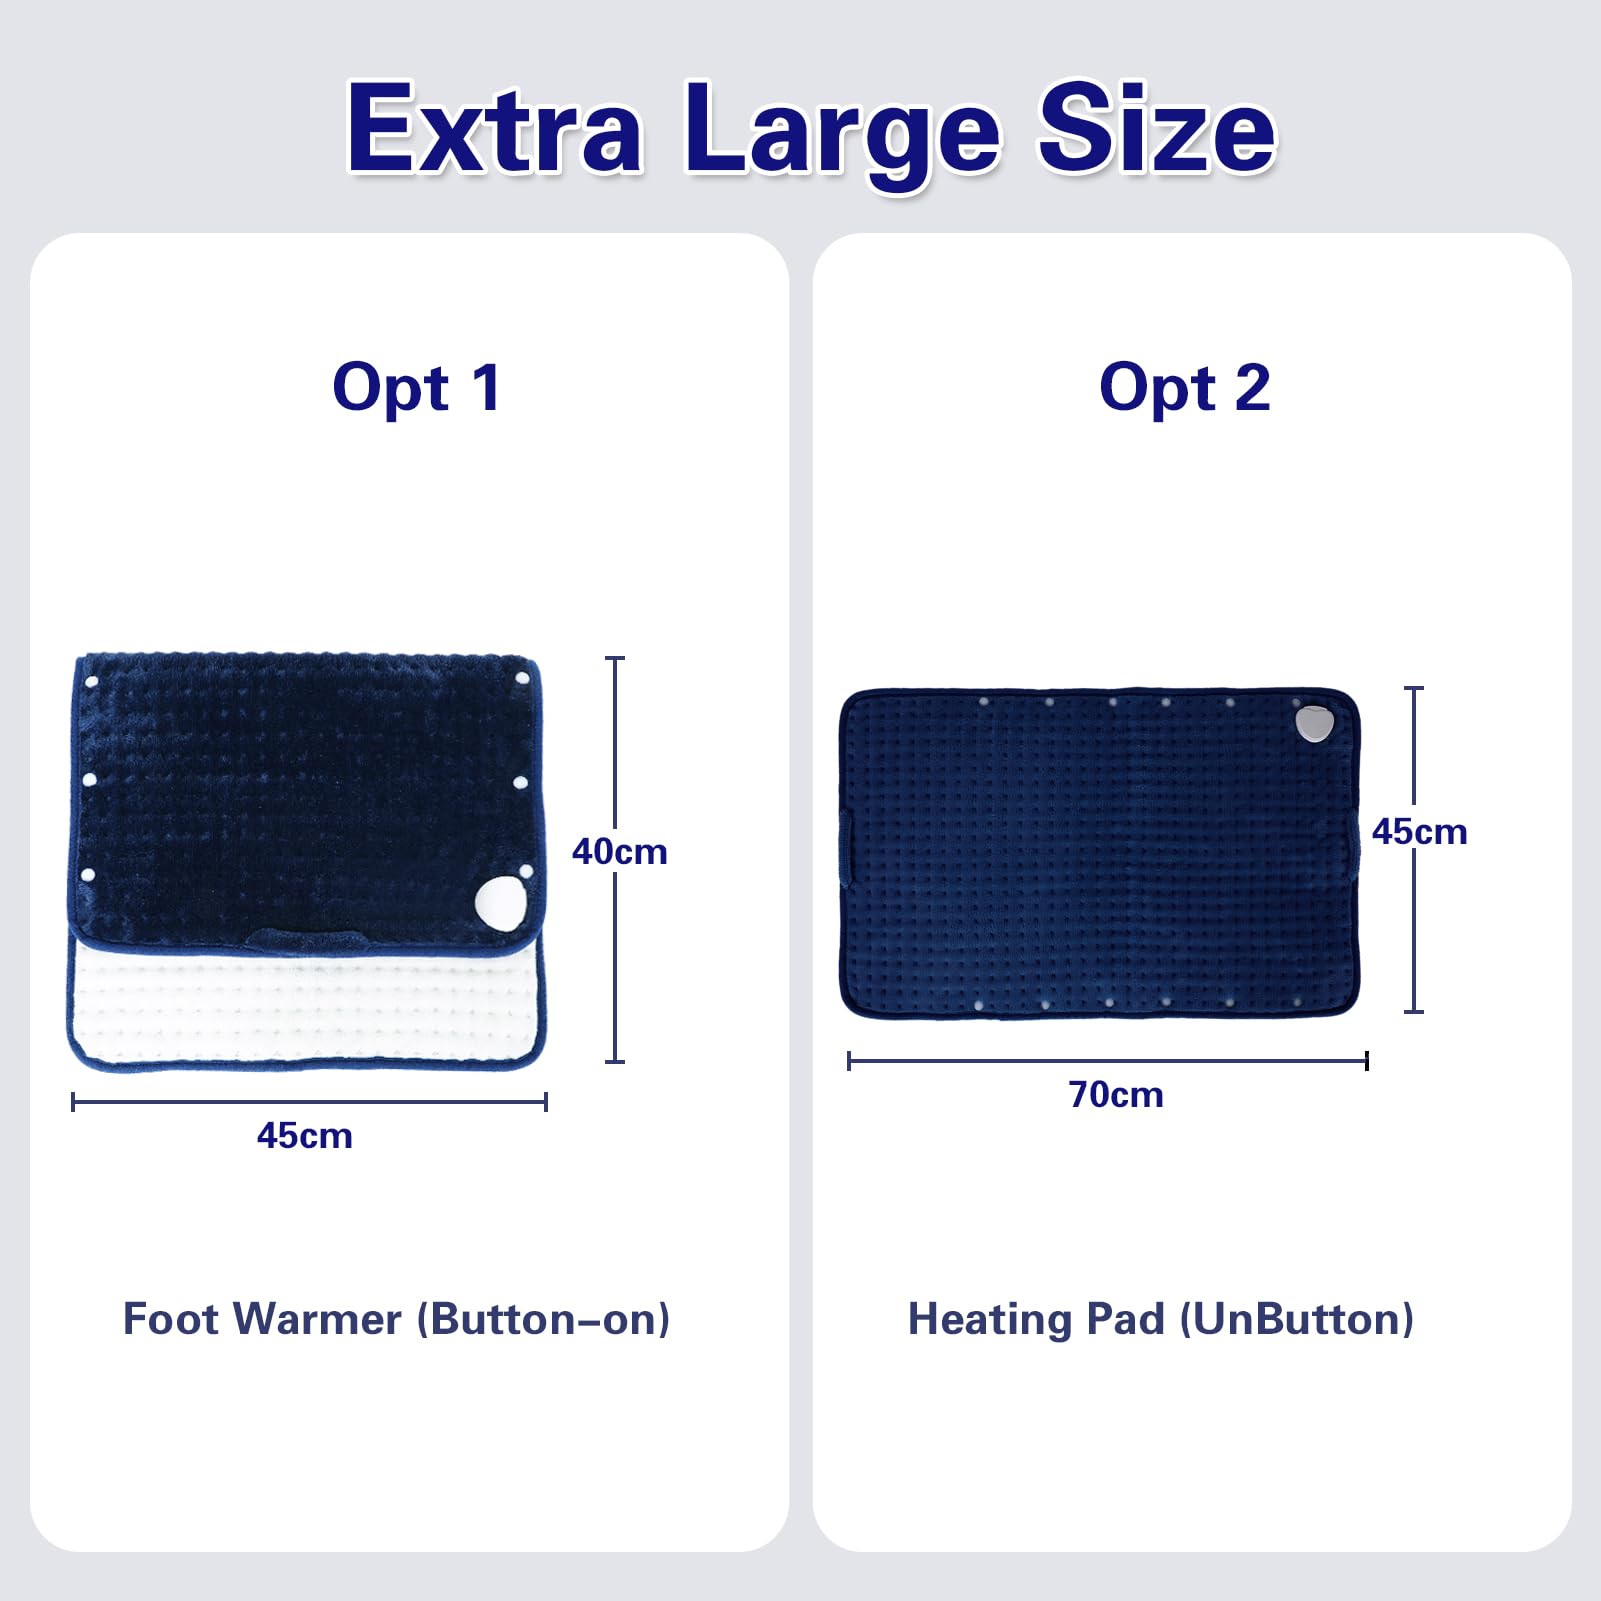 Extra Large Size
Opt 1
Opt 2
40cm
45cm
45cm
70cm
Foot Warmer (Button-on)
Heating Pad (UnButton)